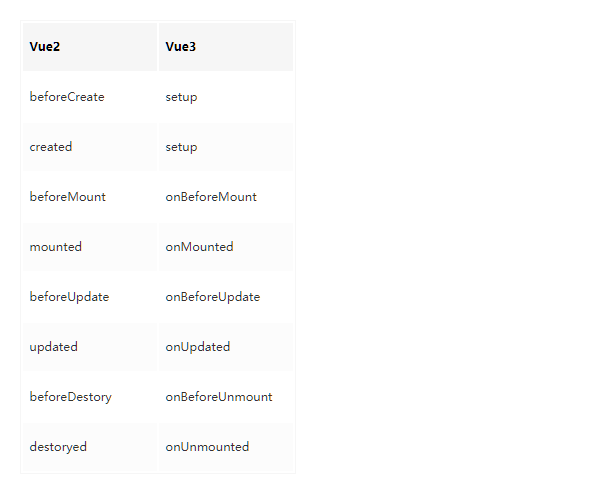 Vue2 Vue3
beforeCreate setup
created setup
beforeMount onBeforeMount
mounted onMounted
beforeUpdate onBeforeUpdate
updated onUpdated
beforeDestory onBeforeUnmount
destoryed onUnmounted